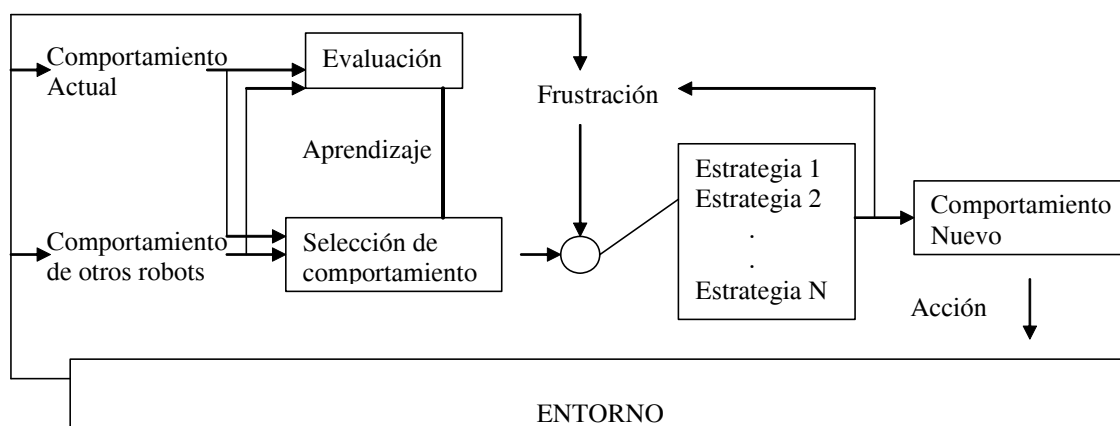 Comportamiento
Actual
Evaluación
Frustración
Aprendizaje
Estrategia 1
Estrategia 2
.
.
Estrategia N
Comportamiento
Nuevo
Comportamiento
de otros robots
Selección de
comportamiento
Acción
ENTORNO